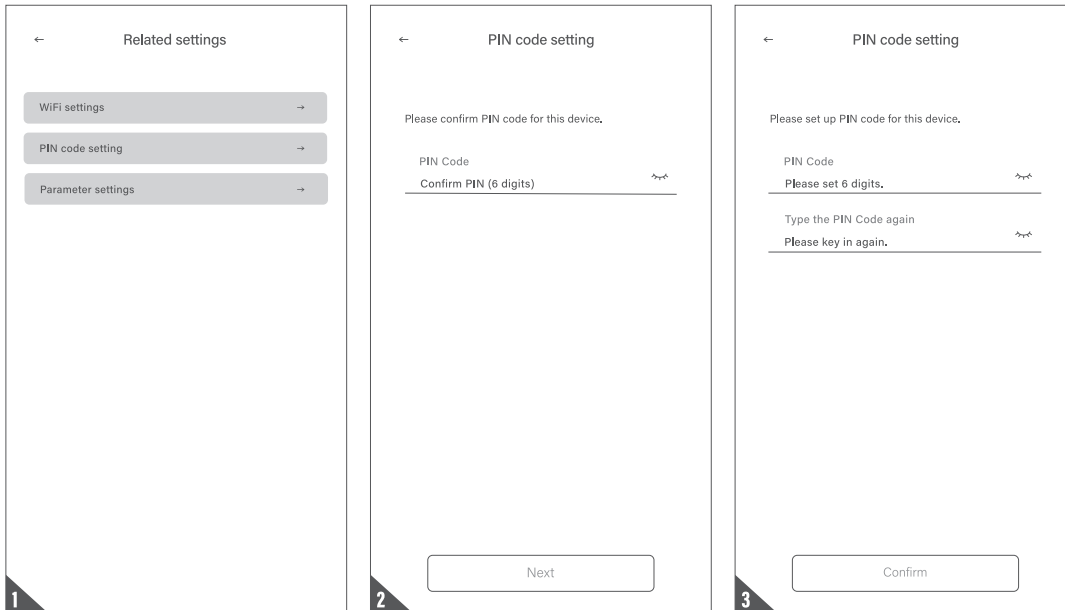 Related settings
WiFi settings
PIN code setting
Parameter settings
1
PIN code setting
Please confirm PIN code for this device.
PIN Code
Confirm PIN (6 digits)
Next
2
PIN code setting
Please set up PIN code for this device.
PIN Code
Please set 6 digits.
Type the PIN Code again
Please key in again.
Confirm
3